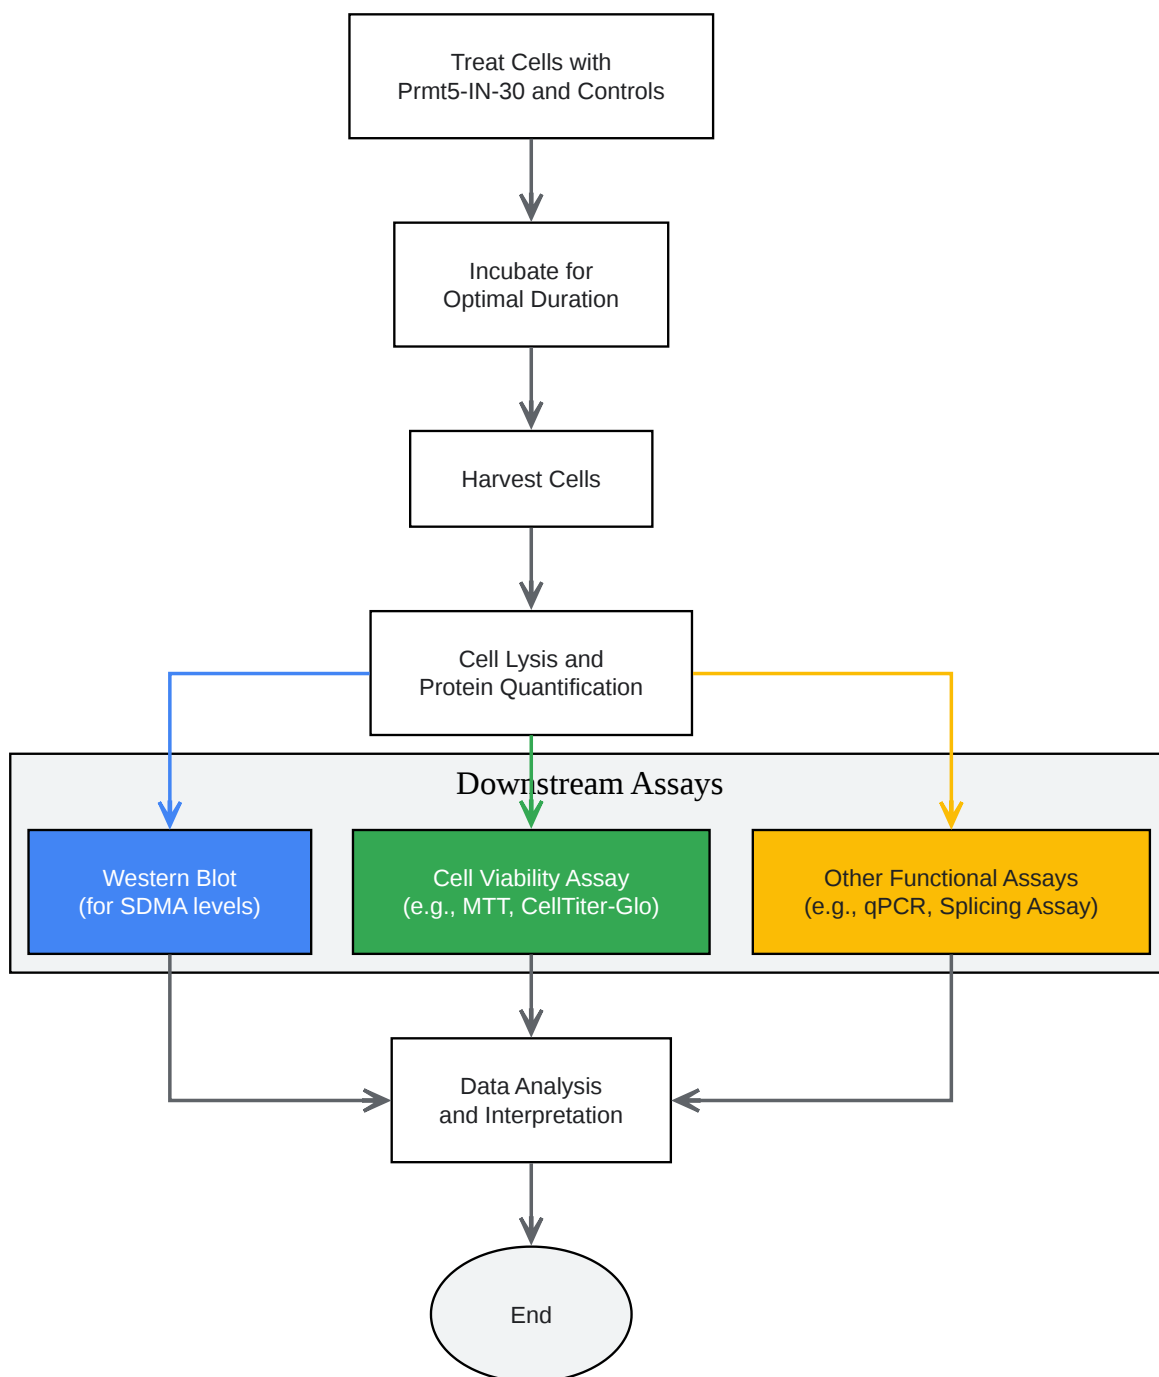 Treat Cells with
Prmt5-IN-30 and Controls
Incubate for
Optimal Duration
Harvest Cells
Cell Lysis and
Protein Quantification
Downstream Assays
Western Blot
(for SDMA levels)
Cell Viability Assay
(e.g., MTT, CellTiter-Glo)
Other Functional Assays
(e.g., qPCR, Splicing Assay)
Data Analysis
and Interpretation
End